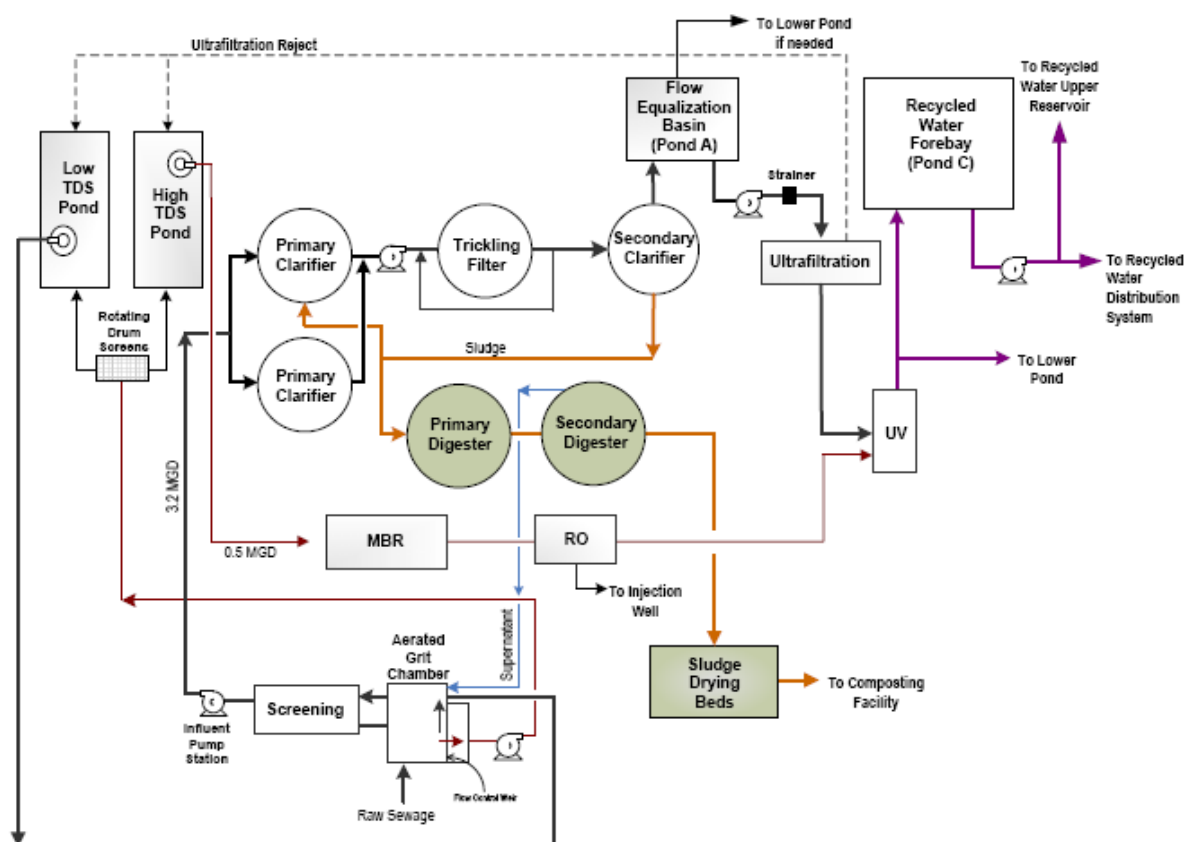 Ultrafiltration Reject
To Lower Pond
if needed
To Recycled
Water Upper
Reservoir
Flow
Equalization
Basin
(Pond A)
Recycled
Water
Forebay
(Pond C)
Low
TDS
Pond
High
TDS
Pond
Strainer
Primary
Clarifier
Trickling
Filter
Secondary
Clarifier
Ultrafiltration
To Recycled
Water
Distribution
System
Rotating
Drum
Screens
Sludge
Primary
Clarifier
To Lower
Pond
Primary
Digester
Secondary
Digester
UV
3.2 MGD
0.5 MGD
MBR
RO
To Injection
Well
Supernatant
Aerated
Grit
Chamber
Sludge
Drying
Beds
To Composting
Facility
Screening
Influent
Pump
Station
Flow Control Weir
Raw Sewage